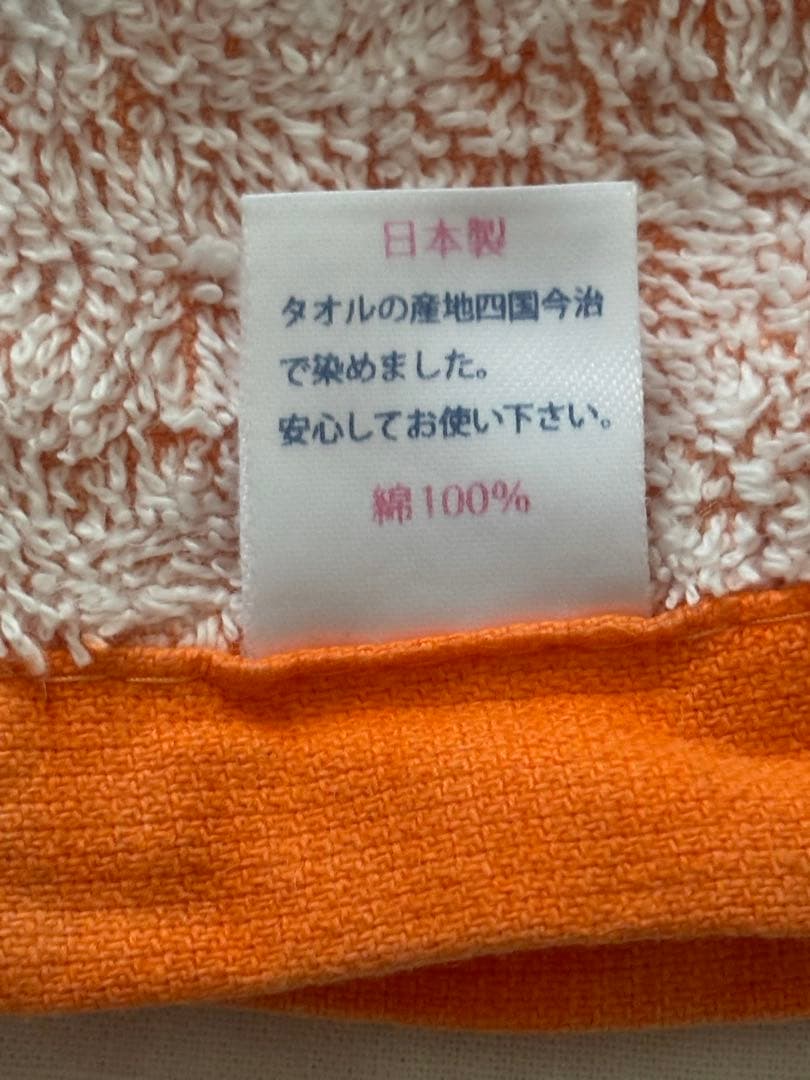 日本製
タオルの産地四国今治
で染めました。
安心してお使い下さい。
綿100%